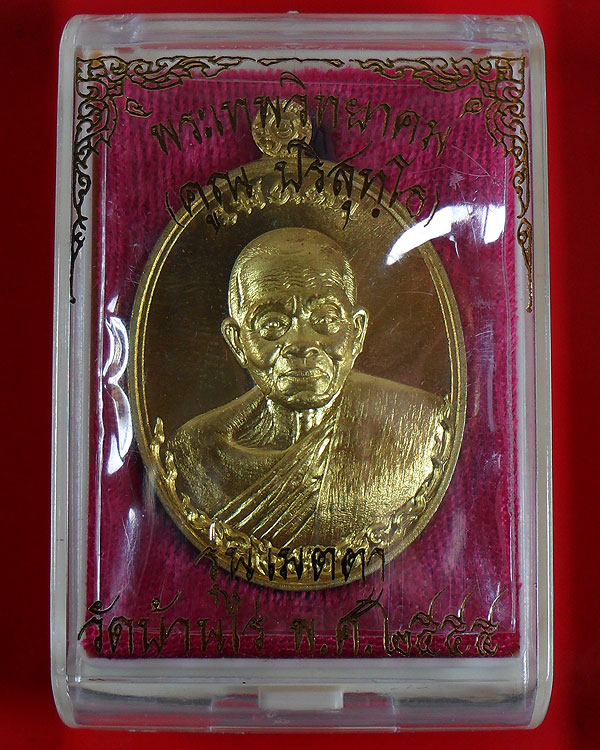 พระเทพวิทยาคม
(คูณ ปริสุทฺโธ)
รุ่น เมตตา
วัดบ้านไร่ พ.ศ. ๒๕๕๕